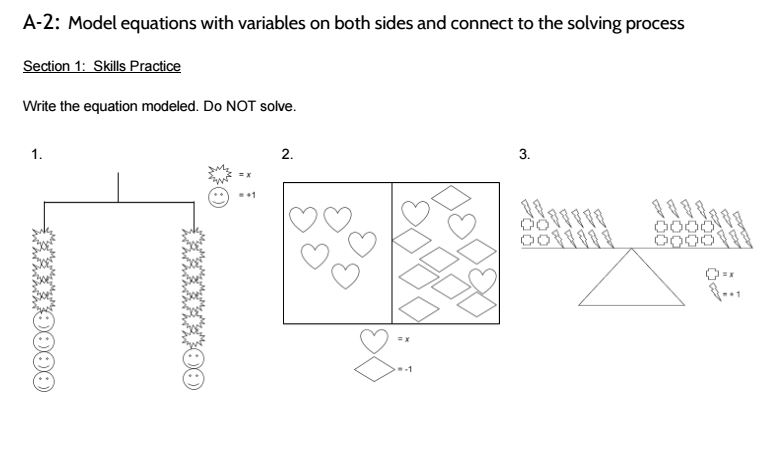 A-2: Model equations with variables on both sides and connect to the solving process
Section 1: Skills Practice
Write the equation modeled. Do NOT solve.
1.
= x
= +1
2.
= x
= -1
3.
= x
= + 1